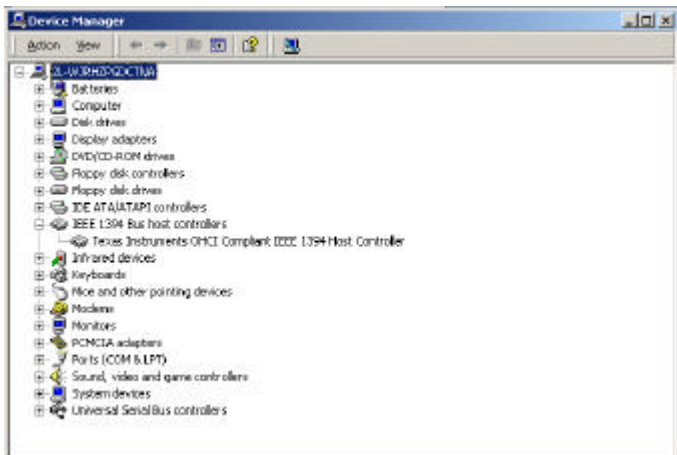 Device Manager
Action View
Batteries
Computer
Disk drives
Display adapters
DVD/CD-ROM drives
Floppy disk controllers
Floppy disk drives
IDE ATA/ATAPI controllers
IEEE 1394 Bus host controllers
Texas Instruments OHCI Compliant IEEE 1394 Host Controller
Infrared devices
Keyboards
Mice and other pointing devices
Modems
Monitors
PCMCIA adapters
Ports (COM & LPT)
Sound, video and game controllers
System devices
Universal Serial Bus controllers